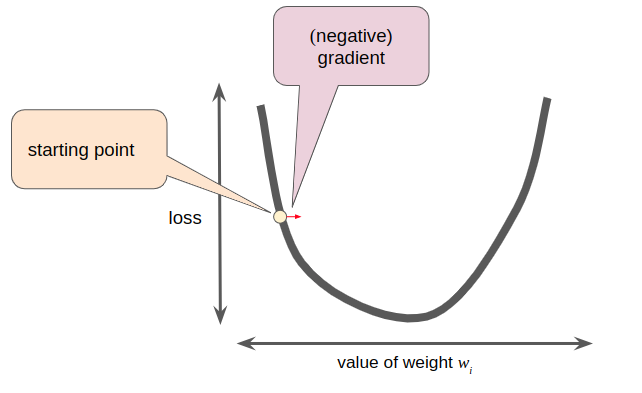 (negative)
gradient
starting point
loss
value of weight wᵢ